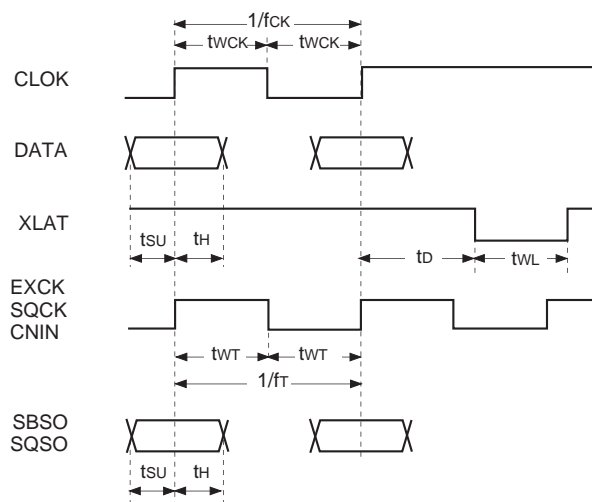 1/fCK
tWCK tWCK
CLOK
DATA
XLAT
tSU tH
tD tWL
EXCK
SQCK
CNIN
tWT tWT
1/fT
SBSO
SQSO
tSU tH